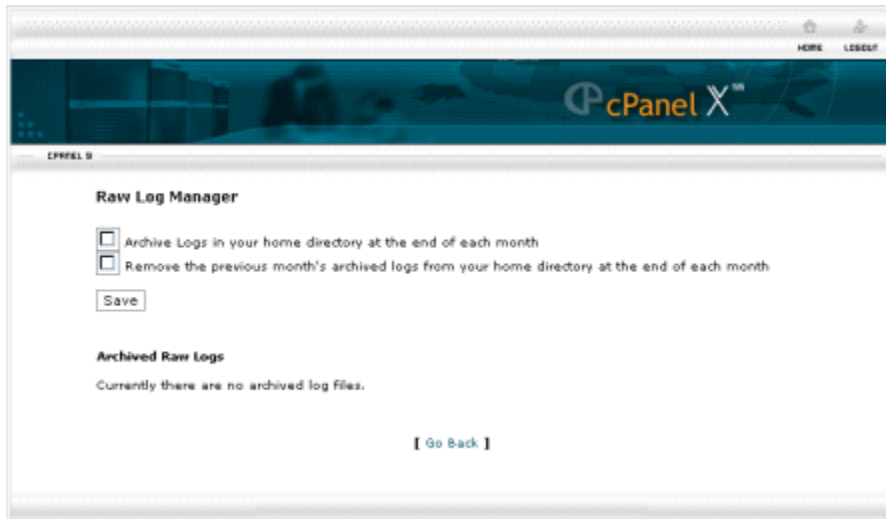 HOME LOGOUT
cPanel X™
CPANEL 9
Raw Log Manager
Archive Logs in your home directory at the end of each month
Remove the previous month's archived logs from your home directory at the end of each month
Save
Archived Raw Logs
Currently there are no archived log files.
[ Go Back ]